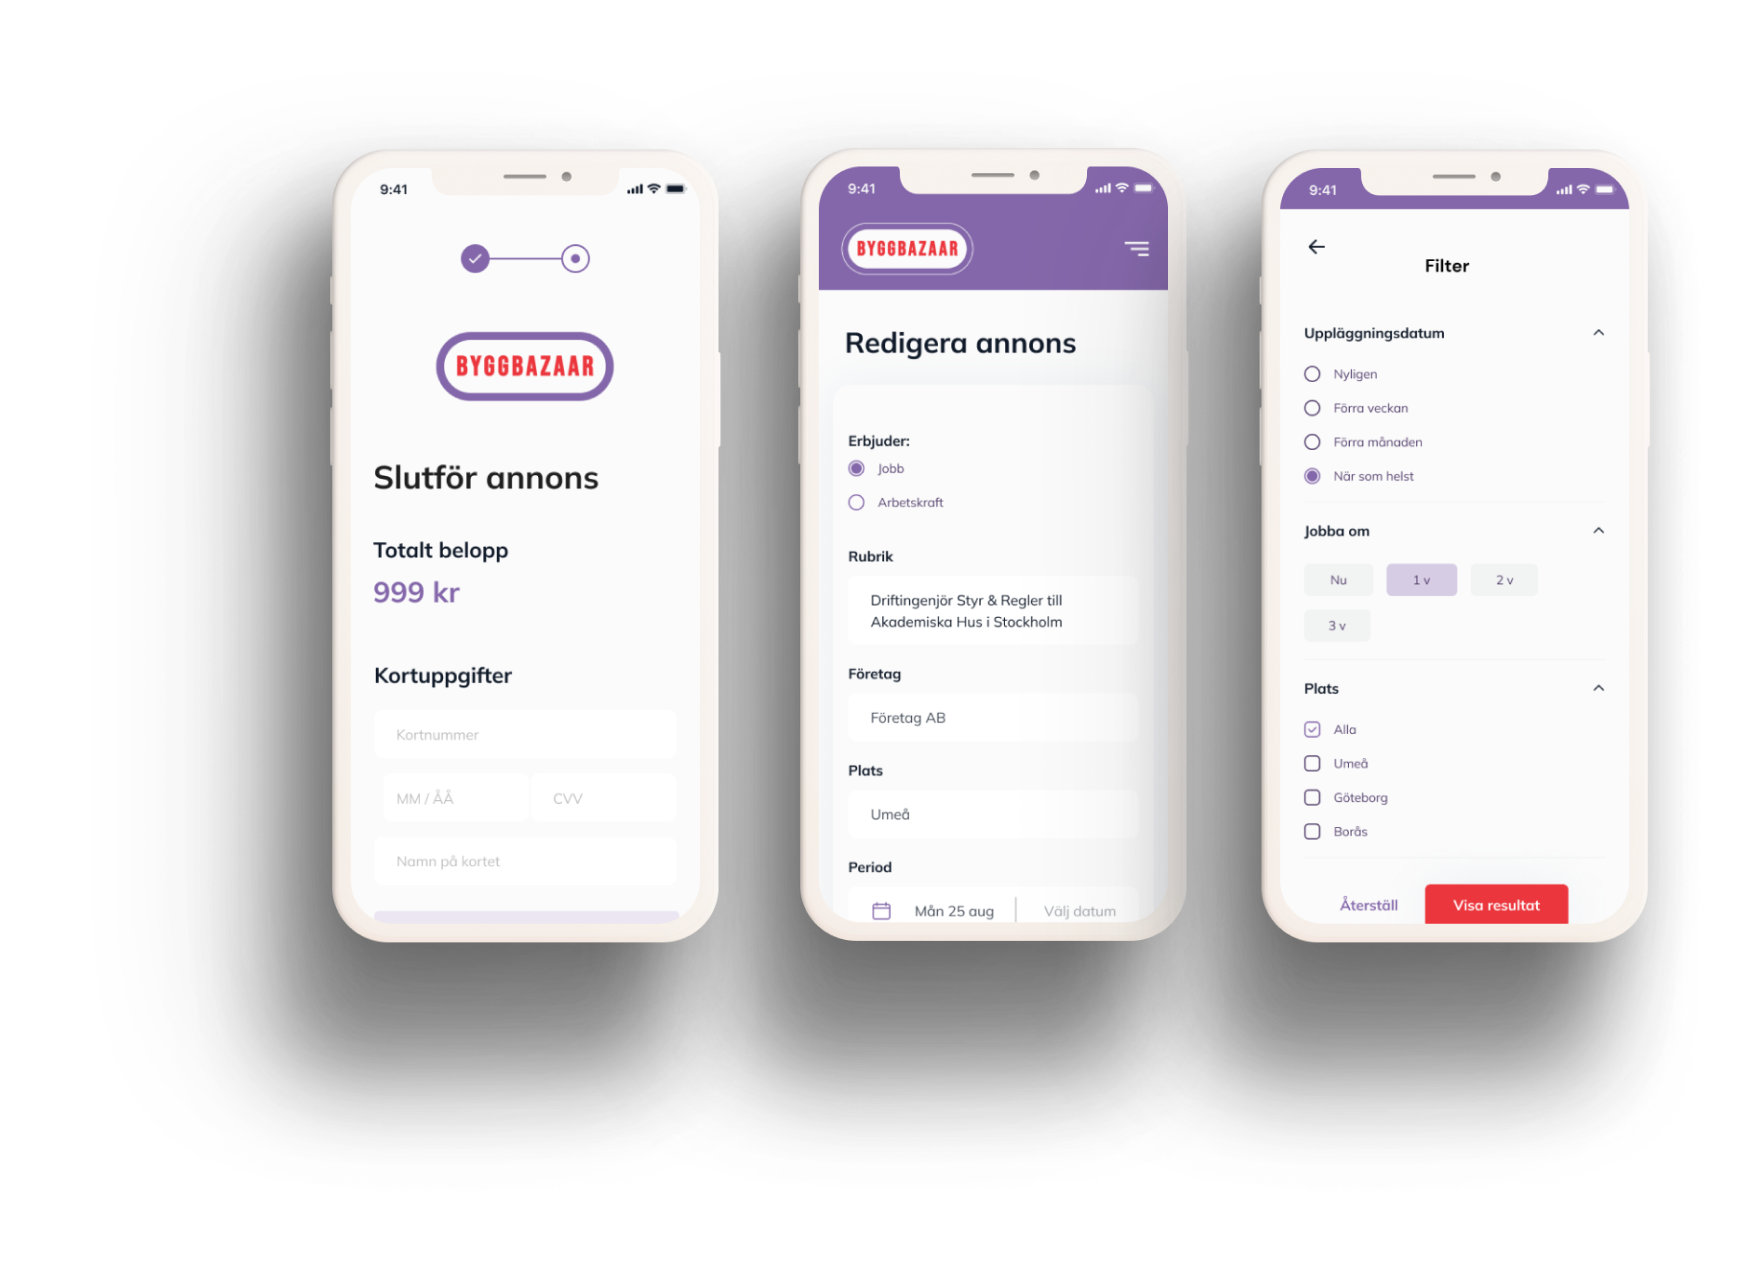 9:41
BYGGBAZAAR
Slutför annons
Totalt belopp
999 kr
Kortuppgifter
Kortnummer
MM / ÅÅ
CVV
Namn på kortet
9:41
BYGGBAZAAR
Redigera annons
Erbjuder:
Jobb
Arbetskraft
Rubrik
Driftingenjör Styr & Regler till
Akademiska Hus i Stockholm
Företag
Företag AB
Plats
Umeå
Period
Mån 25 aug
Välj datum
9:41
Filter
Uppläggningsdatum
Nyligen
Förra veckan
Förra månaden
När som helst
Jobba om
Nu
1 v
2 v
3 v
Plats
Alla
Umeå
Göteborg
Borås
Återställ
Visa resultat